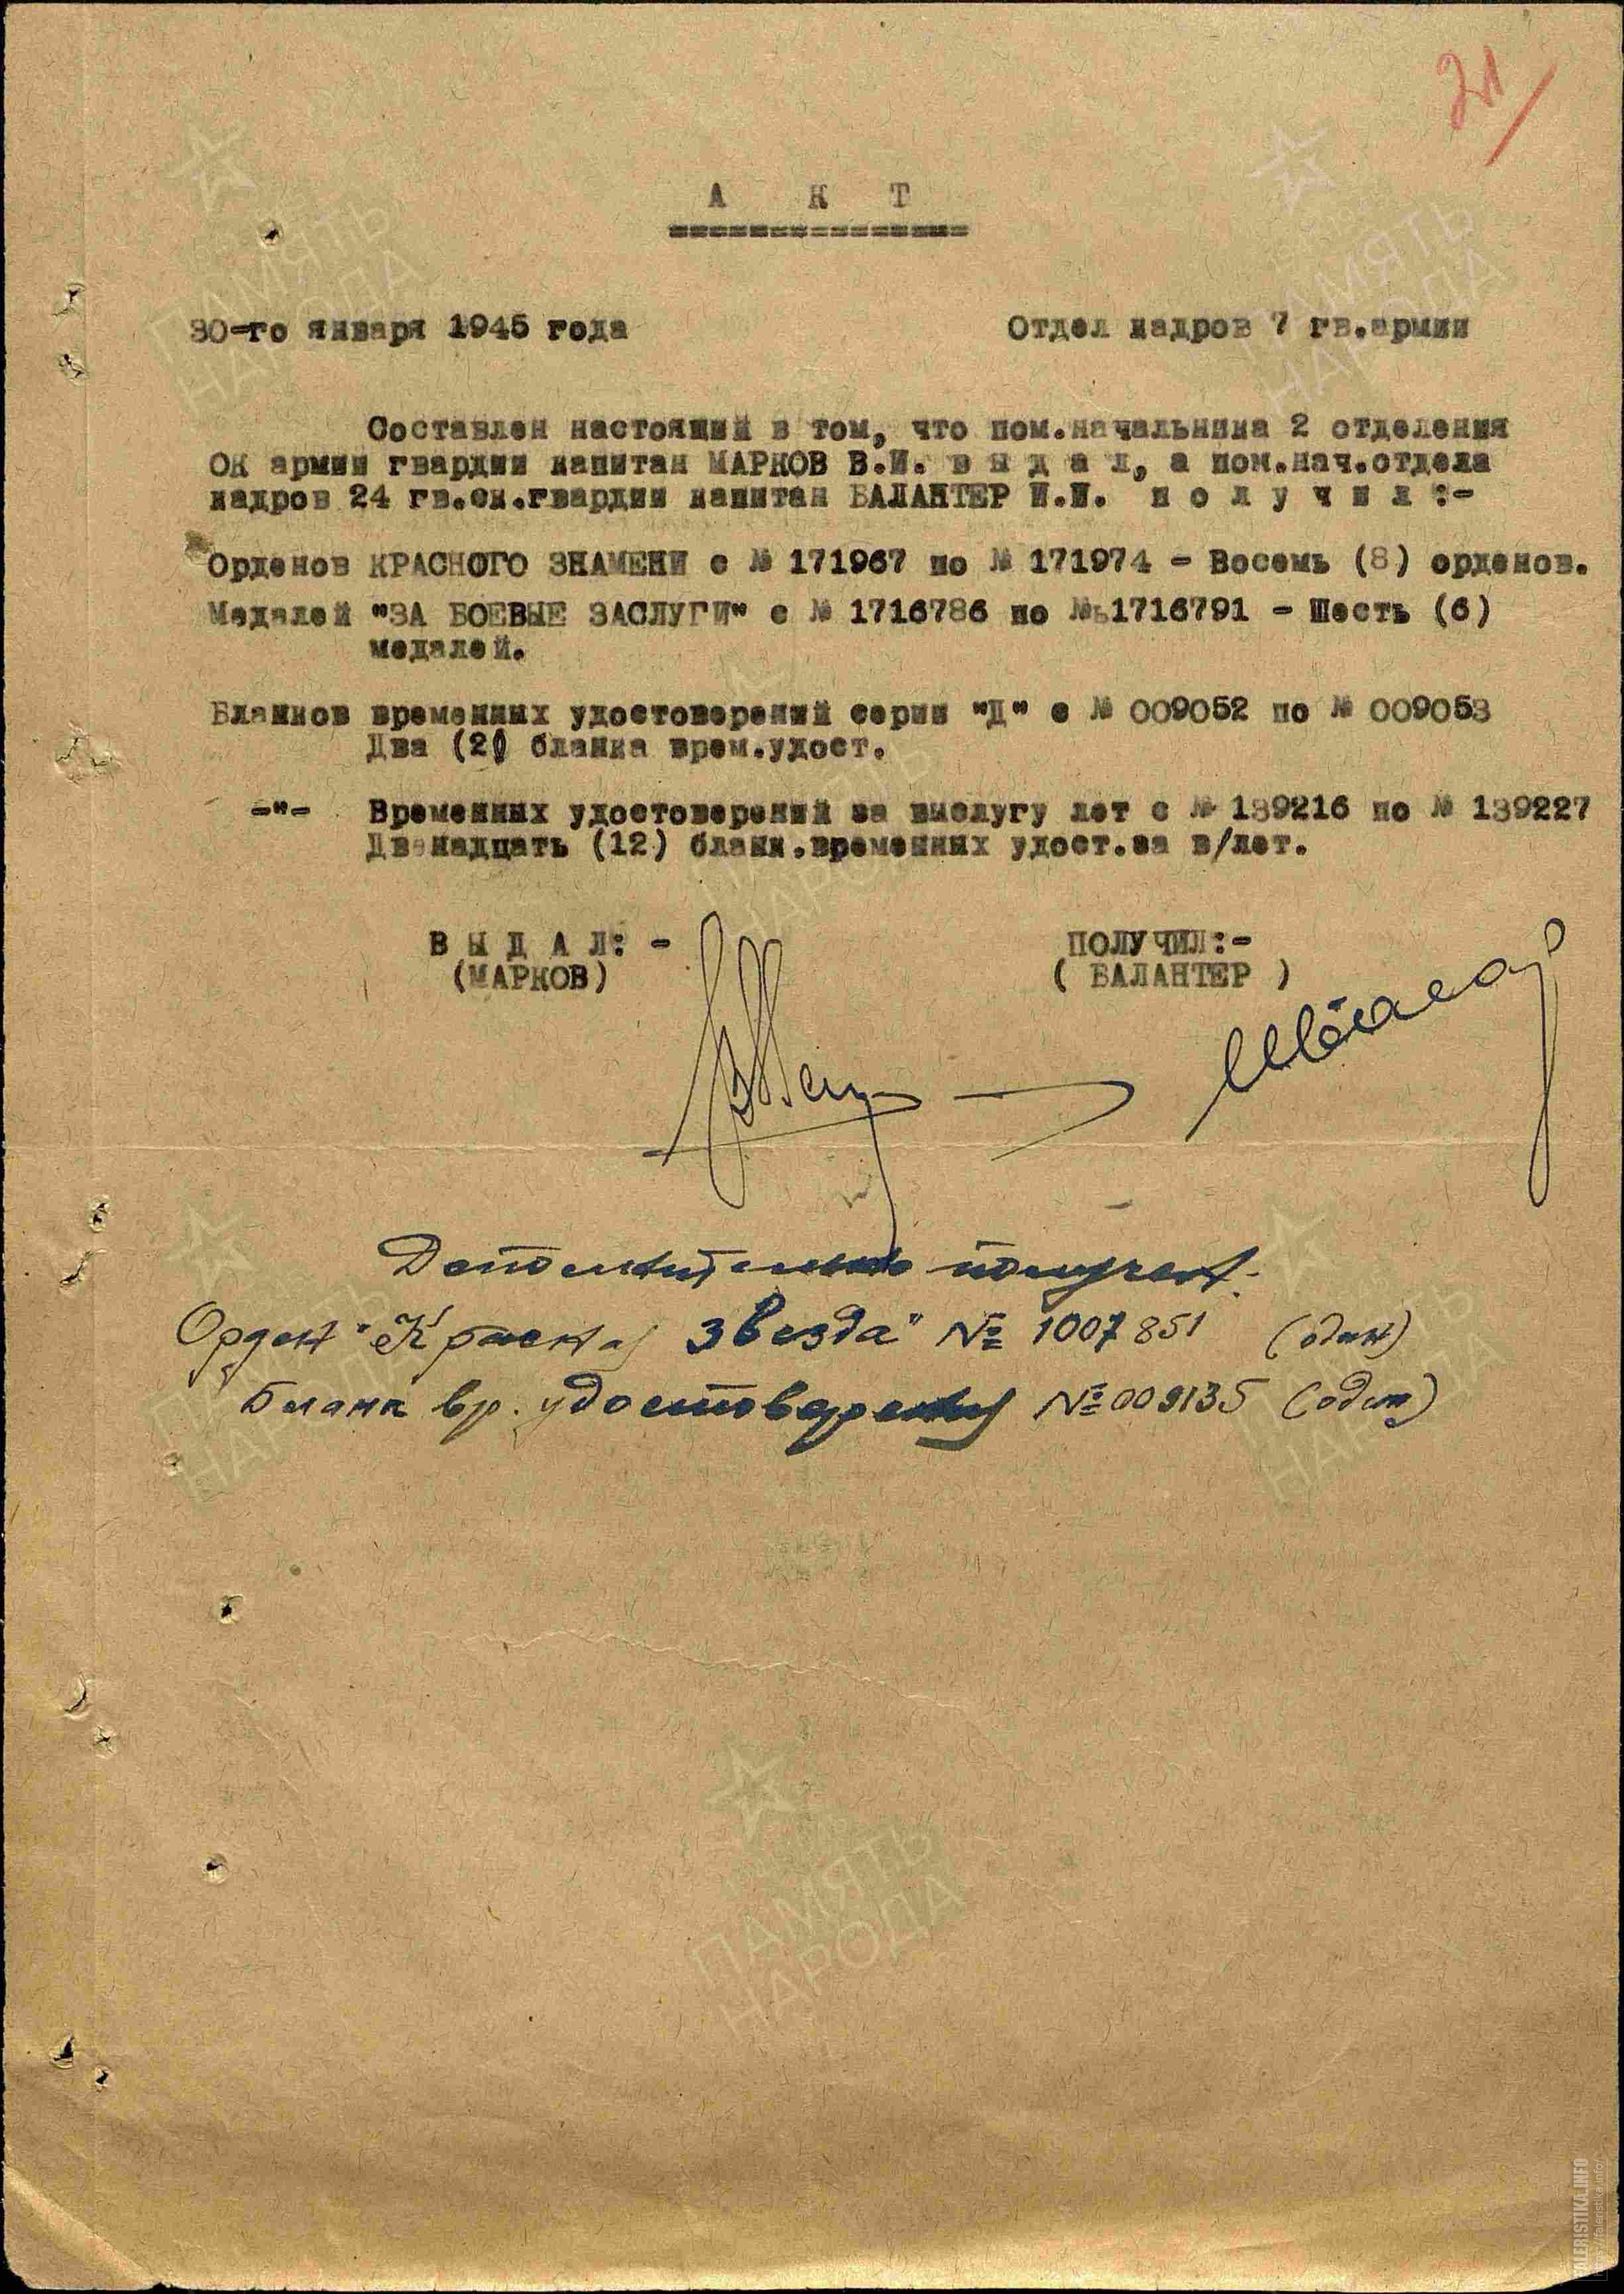 21
А К Т
30-го января 1945 года Отдел кадров 7 гв.армии
Составлен настоящий в том, что пом.начальника 2 отделения
ОК армии гвардии капитан МАРКОВ В.И. в ы д а л, а пом.нач.отдела
кадров 24 гв.ск.гвардии капитан БАЛАНТЕР И.И. п о л у ч и л :-
Орденов КРАСНОГО ЗНАМЕНИ с № 171967 по № 171974 - Восемь (8) орденов.
Медалей "ЗА БОЕВЫЕ ЗАСЛУГИ" с № 1716786 по № 1716791 - Шесть (6)
медалей.
Бланков временных удостоверений серии "Д" с № 009052 по № 009053
Два (2) бланка врем.удост.
-"- Временных удостоверений за выслугу лет с № 139216 по № 139227
Двенадцать (12) бланк.временных удост.за в/лет.
В Ы Д А Л: - ПОЛУЧИЛ:-
(МАРКОВ) ( БАЛАНТЕР )
Дополнительно получен.
Орден "Красная звезда" № 1007851 (один)
Бланк вр. удостоверения № 009135 (один)
ПАМЯТЬ
НАРОДА
FALERISTIKA.INFO